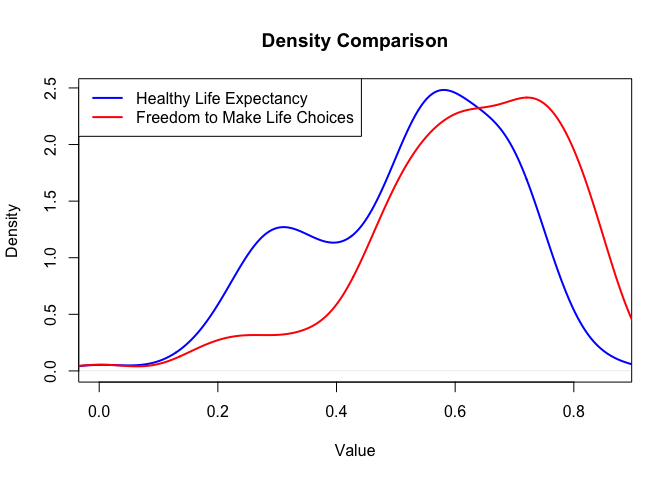 Density Comparison
Healthy Life Expectancy
Freedom to Make Life Choices
Density
2.5
2.0
1.5
1.0
0.5
0.0
0.0 0.2 0.4 0.6 0.8
Value